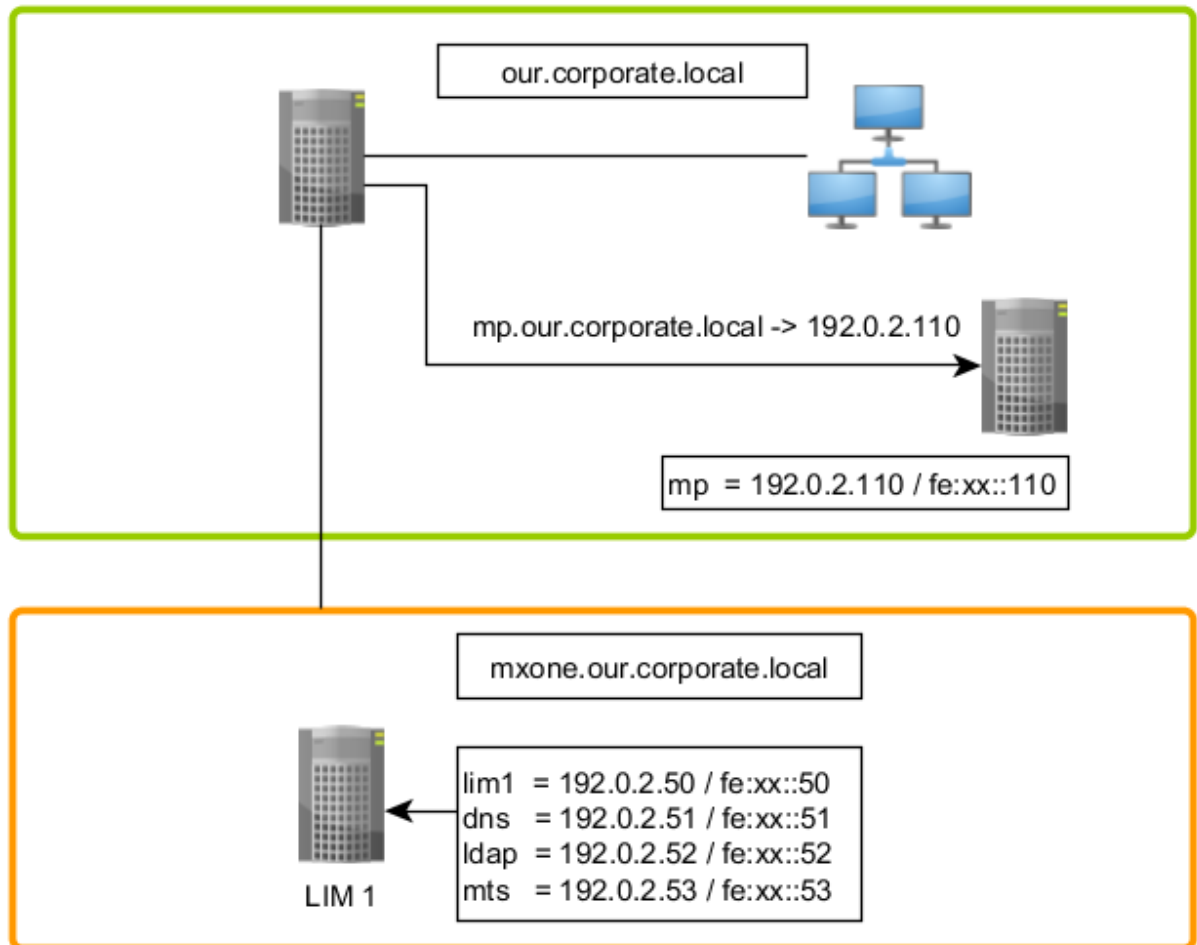 our.corporate.local
mp.our.corporate.local -> 192.0.2.110
mp = 192.0.2.110 / fe:xx::110
mxone.our.corporate.local
lim1 = 192.0.2.50 / fe:xx::50
dns = 192.0.2.51 / fe:xx::51
ldap = 192.0.2.52 / fe:xx::52
mts = 192.0.2.53 / fe:xx::53
LIM 1